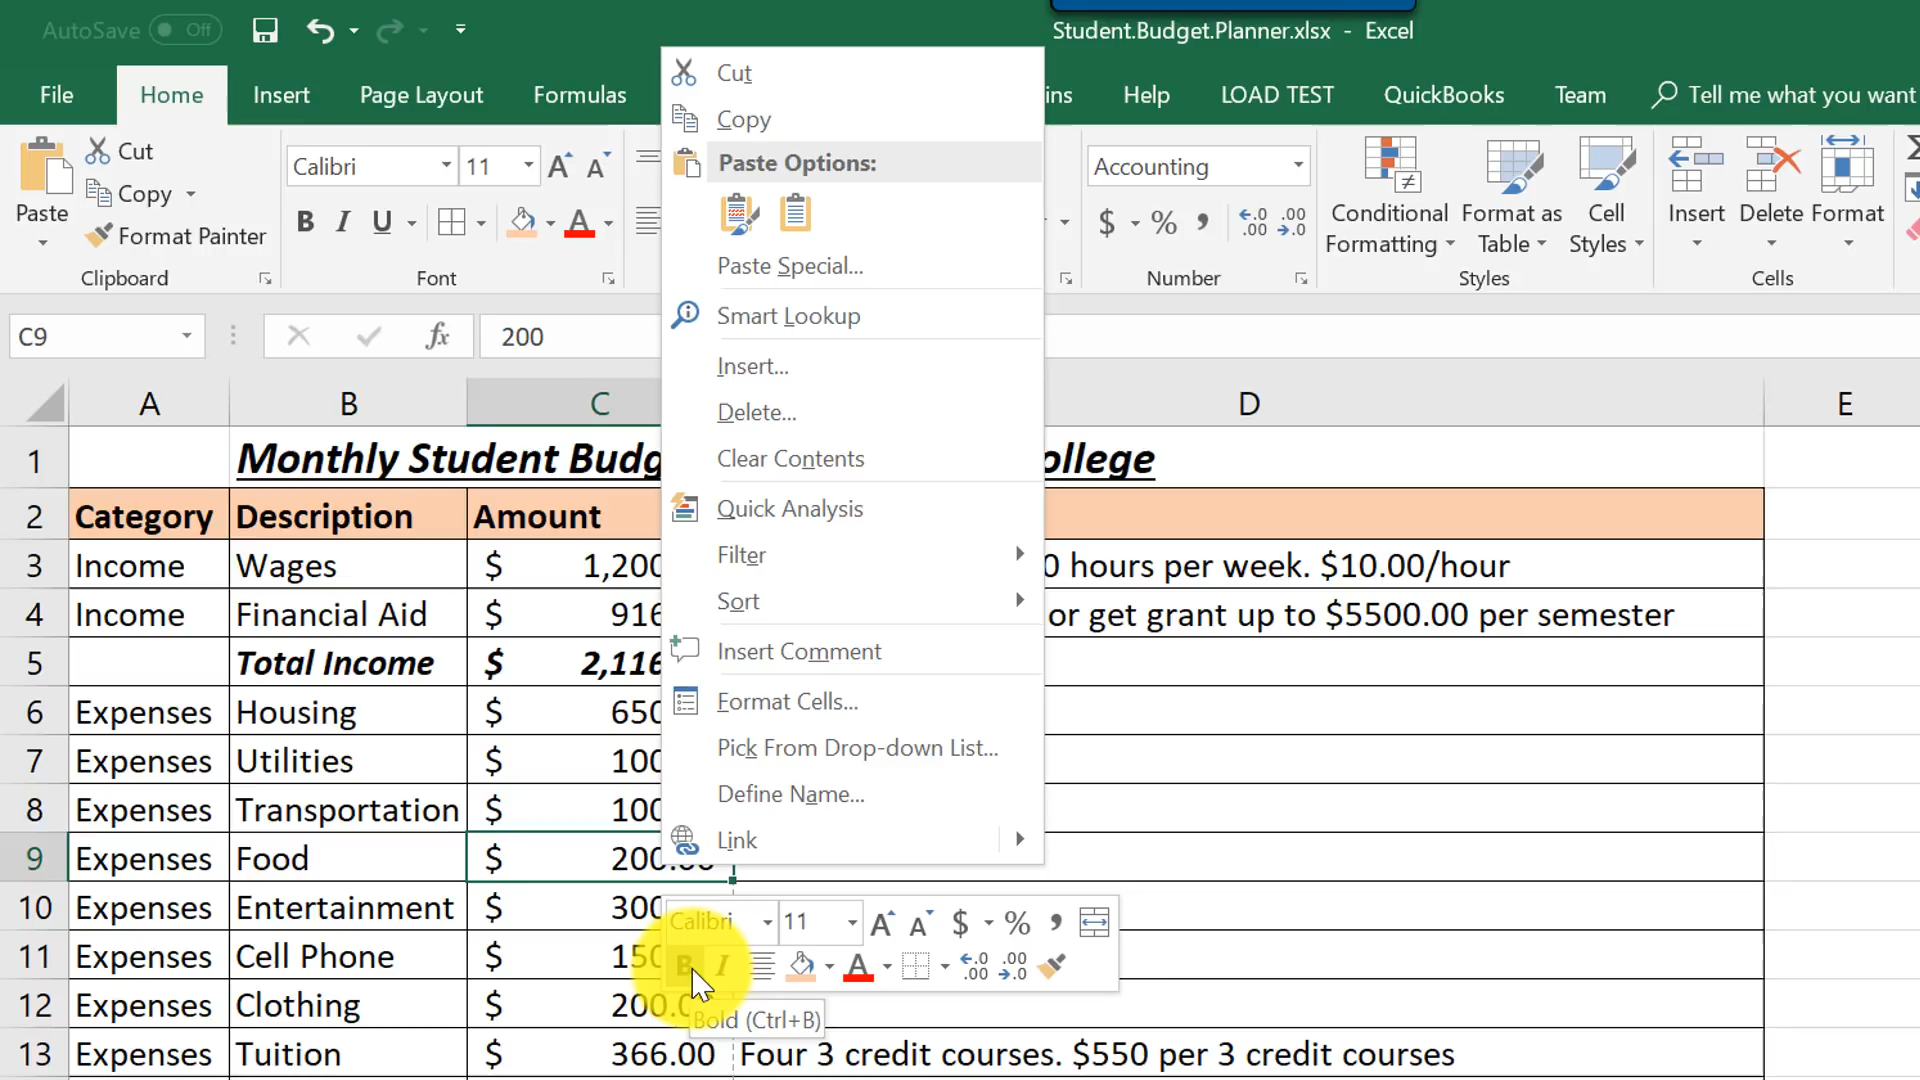 AutoSave Off
Student.Budget.Planner.xlsx - Excel
File Home Insert Page Layout Formulas ins Help LOAD TEST QuickBooks Team Tell me what you want
Paste
Cut
Copy
Format Painter
Clipboard
Calibri 11
B I U A
Font
Accounting
$ % ,
Number
Conditional Formatting
Format as Table
Cell Styles
Styles
Insert Delete Format
Cells
C9 fx 200
A B C D E
1 Monthly Student Budg ollege
2 Category Description Amount
3 Income Wages $ 1,200 0 hours per week. $10.00/hour
4 Income Financial Aid $ 916 or get grant up to $5500.00 per semester
5 Total Income $ 2,116
6 Expenses Housing $ 650
7 Expenses Utilities $ 100
8 Expenses Transportation $ 100
9 Expenses Food $ 200.00
10 Expenses Entertainment $ 300
11 Expenses Cell Phone $ 150
12 Expenses Clothing $ 200.0
13 Expenses Tuition $ 366.00 Four 3 credit courses. $550 per 3 credit courses
Cut
Copy
Paste Options:
Paste Special...
Smart Lookup
Insert...
Delete...
Clear Contents
Quick Analysis
Filter
Sort
Insert Comment
Format Cells...
Pick From Drop-down List...
Define Name...
Link
Calibri 11 A A $ % ,
B I A
Bold (Ctrl+B)